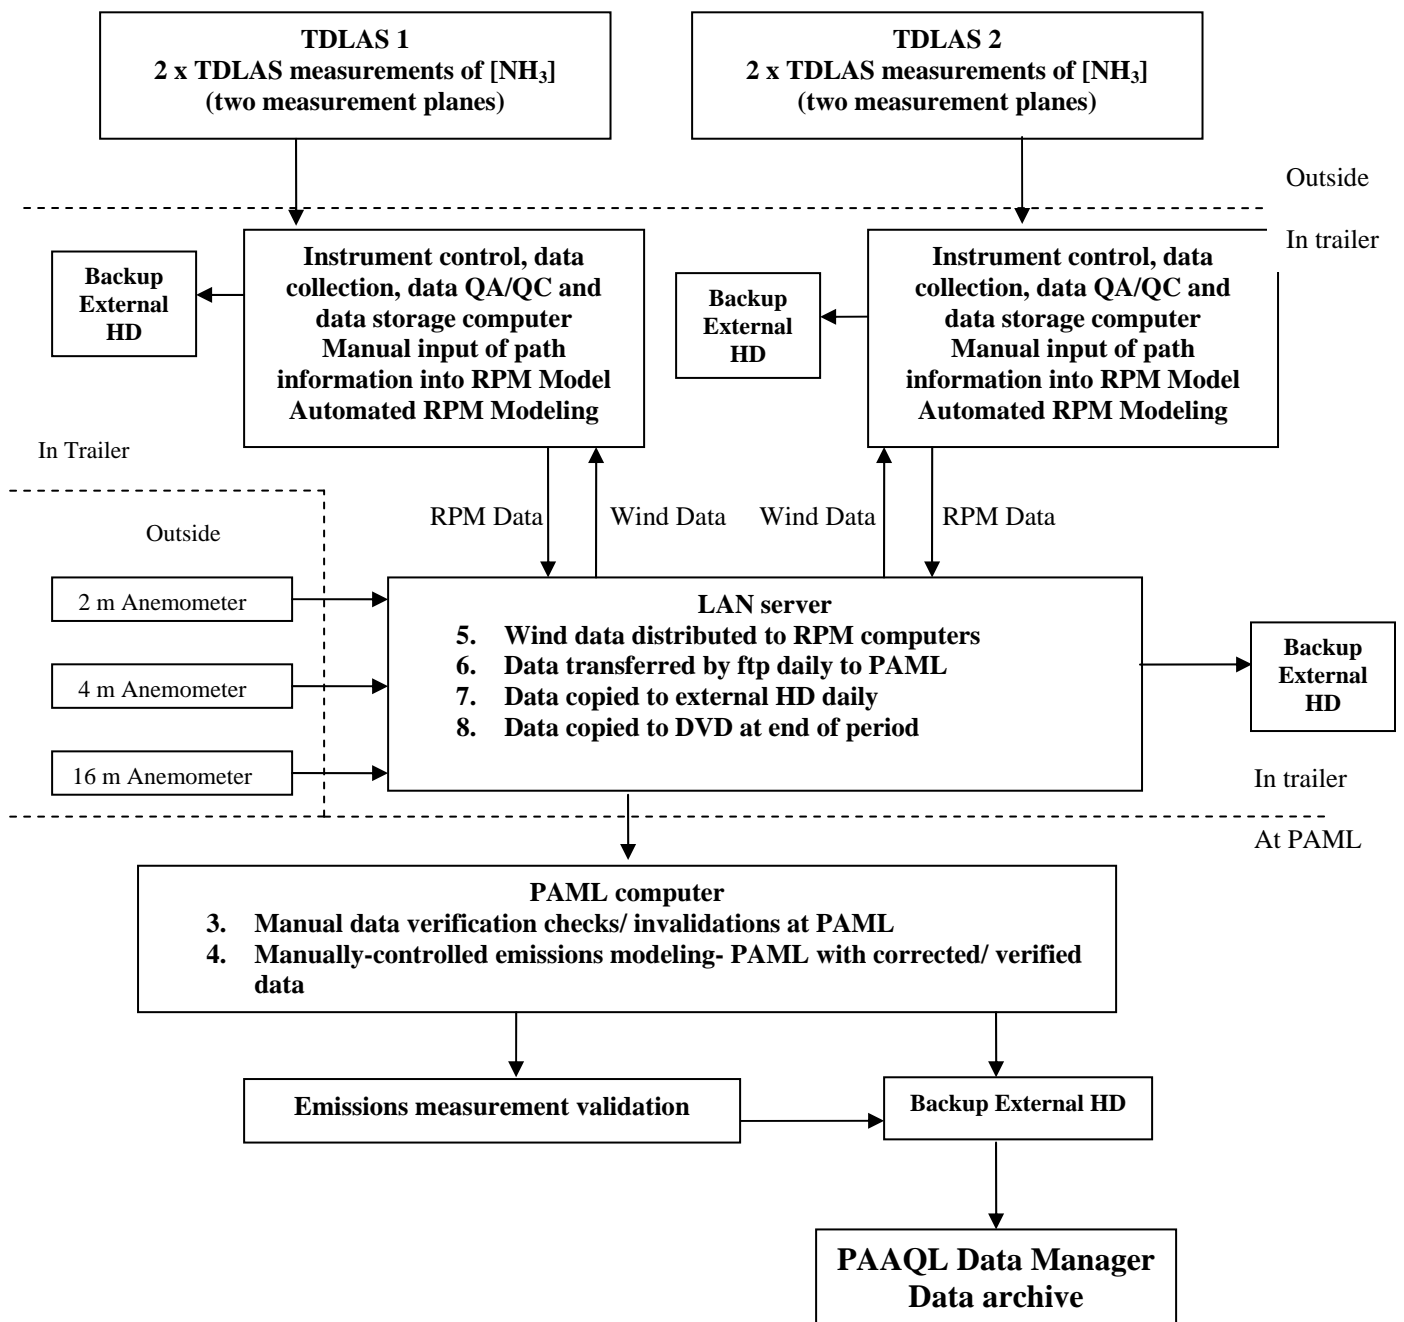 TDLAS 1
2 x TDLAS measurements of [NH₃]
(two measurement planes)
TDLAS 2
2 x TDLAS measurements of [NH₃]
(two measurement planes)
Outside
In trailer
Backup
External
HD
Instrument control, data
collection, data QA/QC and
data storage computer
Manual input of path
information into RPM Model
Automated RPM Modeling
Backup
External
HD
Instrument control, data
collection, data QA/QC and
data storage computer
Manual input of path
information into RPM Model
Automated RPM Modeling
In Trailer
Outside
RPM Data
Wind Data
Wind Data
RPM Data
2 m Anemometer
4 m Anemometer
16 m Anemometer
LAN server
5. Wind data distributed to RPM computers
6. Data transferred by ftp daily to PAML
7. Data copied to external HD daily
8. Data copied to DVD at end of period
Backup
External
HD
In trailer
At PAML
PAML computer
3. Manual data verification checks/ invalidations at PAML
4. Manually-controlled emissions modeling- PAML with corrected/ verified
data
Emissions measurement validation
Backup External HD
PAAQL Data Manager
Data archive